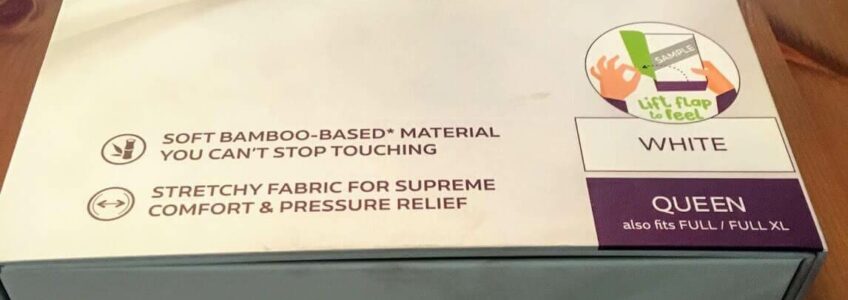 SAMPLE
Lift flap
to feel
SOFT BAMBOO-BASED* MATERIAL
YOU CAN'T STOP TOUCHING
STRETCHY FABRIC FOR SUPREME
COMFORT & PRESSURE RELIEF
WHITE
QUEEN
also fits FULL / FULL XL